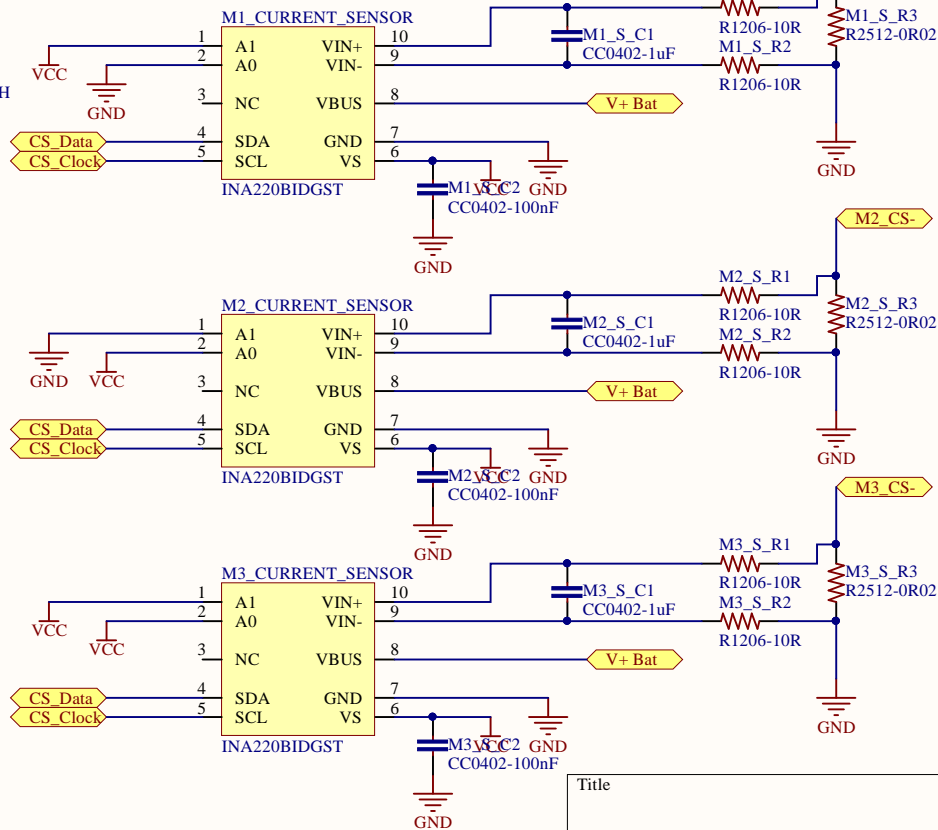 M1_CURRENT_SENSOR
1 A1 VIN+ 10
2 A0 VIN- 9
VCC
GND
H
3 NC VBUS 8
V+ Bat
CS_Data 4 SDA GND 7
CS_Clock 5 SCL VS 6
INA220BIDGST
VCC
GND
M1_S_C2
CC0402-100nF
GND
M1_S_C1
CC0402-1uF
R1206-10R
M1_S_R2
R1206-10R
M1_S_R3
R2512-0R02
GND
M2_CS-
M2_CURRENT_SENSOR
1 A1 VIN+ 10
2 A0 VIN- 9
GND
VCC
3 NC VBUS 8
V+ Bat
CS_Data 4 SDA GND 7
CS_Clock 5 SCL VS 6
INA220BIDGST
VCC
GND
M2_S_C2
CC0402-100nF
GND
M2_S_C1
CC0402-1uF
M2_S_R1
R1206-10R
M2_S_R2
R1206-10R
M2_S_R3
R2512-0R02
GND
M3_CS-
M3_CURRENT_SENSOR
1 A1 VIN+ 10
2 A0 VIN- 9
VCC
VCC
3 NC VBUS 8
V+ Bat
CS_Data 4 SDA GND 7
CS_Clock 5 SCL VS 6
INA220BIDGST
VCC
GND
M3_S_C2
CC0402-100nF
GND
M3_S_C1
CC0402-1uF
M3_S_R1
R1206-10R
M3_S_R2
R1206-10R
M3_S_R3
R2512-0R02
GND
Title